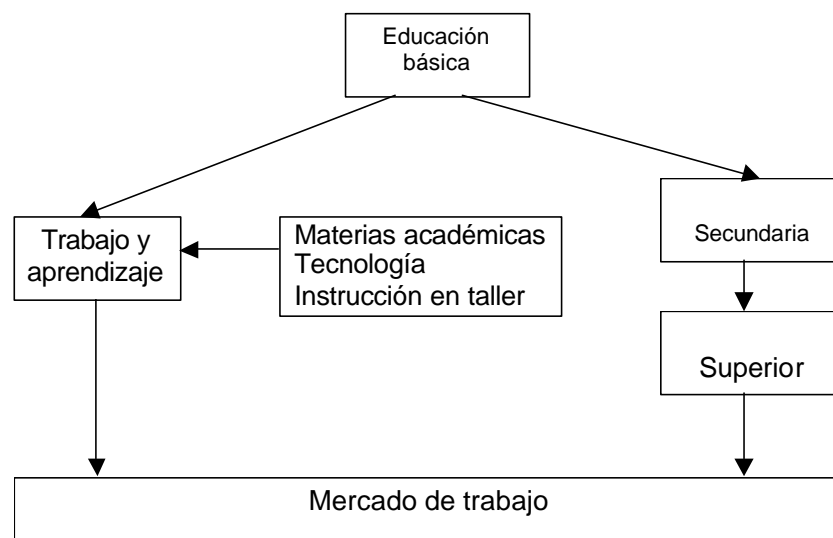 Educación
básica
Trabajo y
aprendizaje
Materias académicas
Tecnología
Instrucción en taller
Secundaria
Superior
Mercado de trabajo